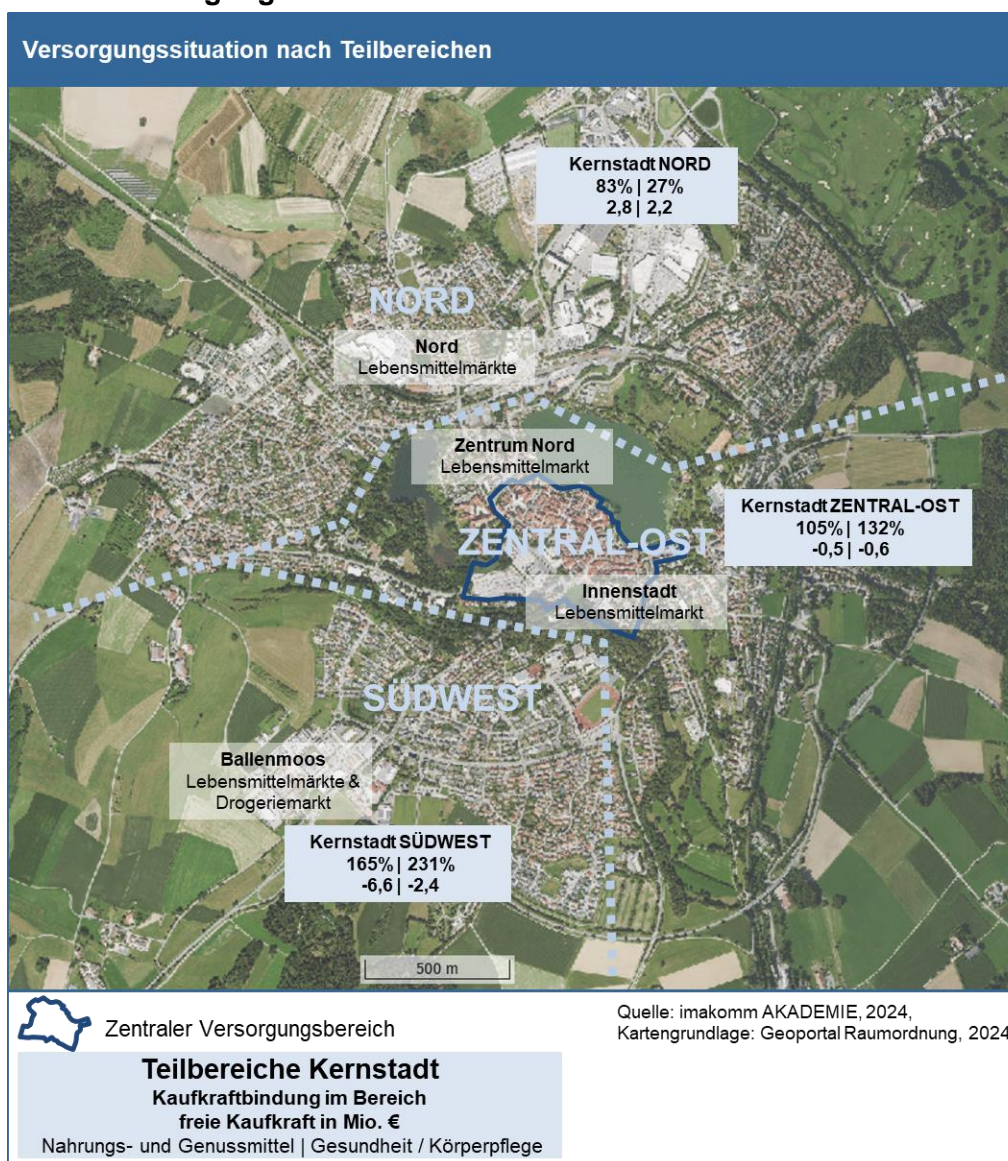 Versorgungssituation nach Teilbereichen
Kernstadt NORD
83% | 27%
2,8 | 2,2
NORD
Nord
Lebensmittelmärkte
Zentrum Nord
Lebensmittelmarkt
Kernstadt ZENTRAL-OST
105% | 132%
-0,5 | -0,6
ZENTRAL-OST
Innenstadt
Lebensmittelmarkt
SÜDWEST
Ballenmoos
Lebensmittelmärkte &
Drogeriemarkt
Kernstadt SÜDWEST
165% | 231%
-6,6 | -2,4
500 m
Zentraler Versorgungsbereich
Quelle: imakomm AKADEMIE, 2024,
Kartengrundlage: Geoportal Raumordnung, 2024
Teilbereiche Kernstadt
Kaufkraftbindung im Bereich
freie Kaufkraft in Mio. €
Nahrungs- und Genussmittel | Gesundheit / Körperpflege